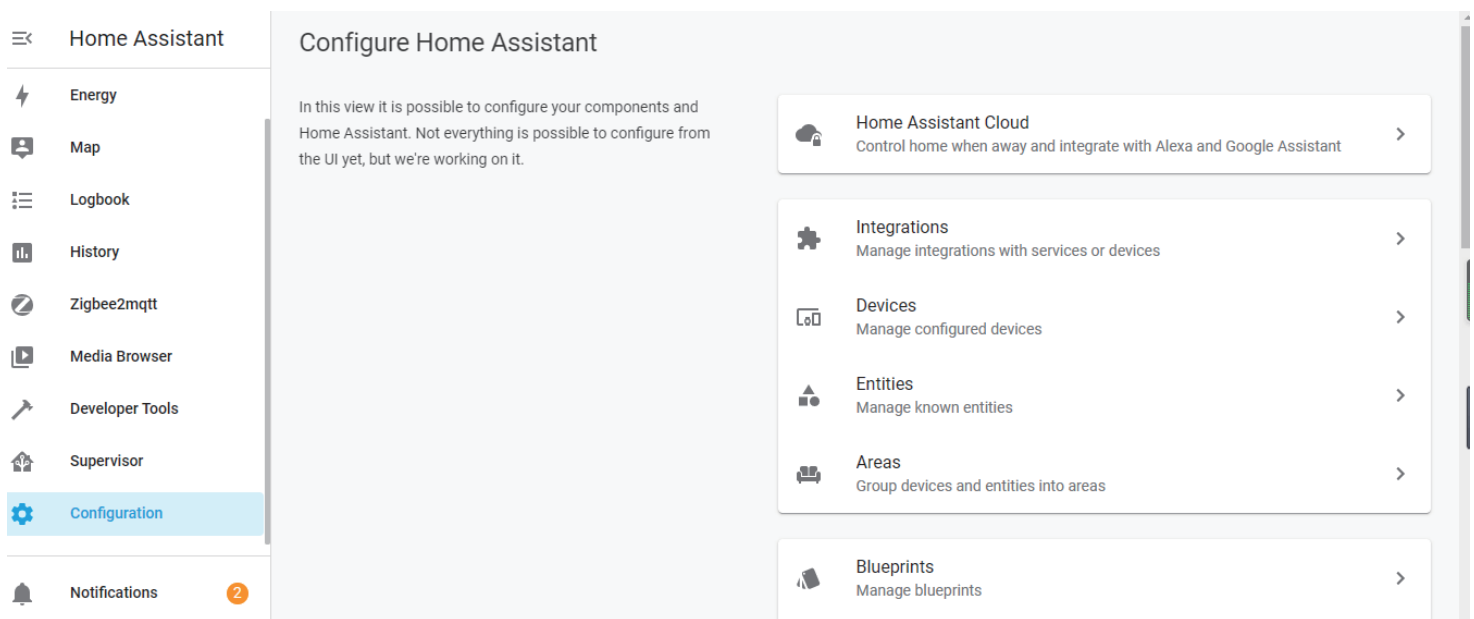 Home Assistant
Energy
Map
Logbook
History
Zigbee2mqtt
Media Browser
Developer Tools
Supervisor
Configuration
Notifications
2
Configure Home Assistant
In this view it is possible to configure your components and
Home Assistant. Not everything is possible to configure from
the UI yet, but we're working on it.
Home Assistant Cloud
Control home when away and integrate with Alexa and Google Assistant
Integrations
Manage integrations with services or devices
Devices
Manage configured devices
Entities
Manage known entities
Areas
Group devices and entities into areas
Blueprints
Manage blueprints